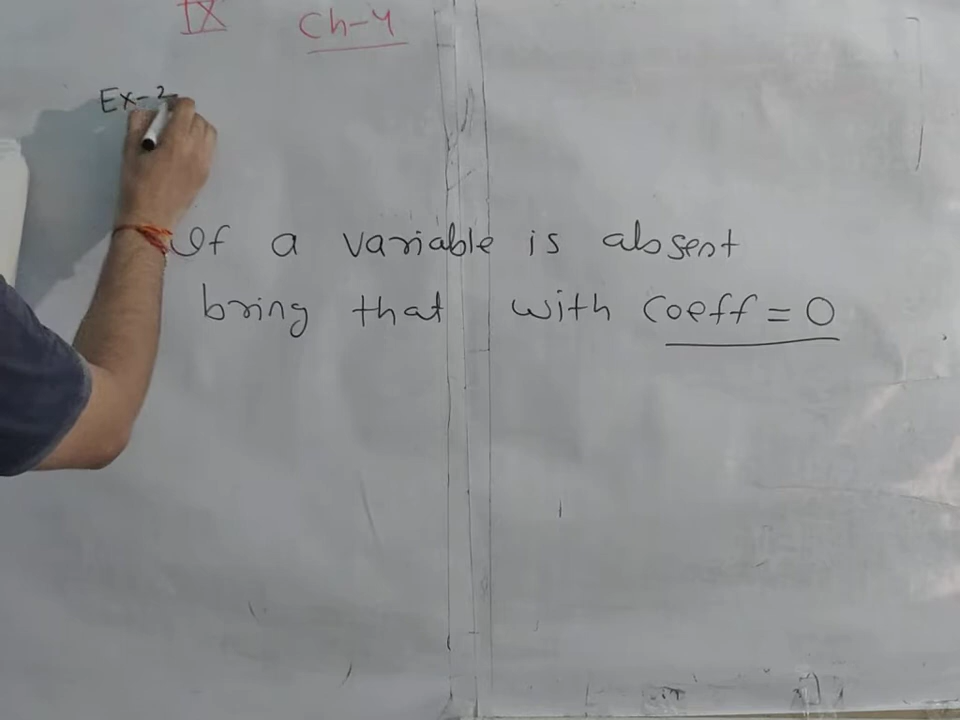 IX Ch-4
Ex-2
If a variable is absent
bring that with Coeff = 0